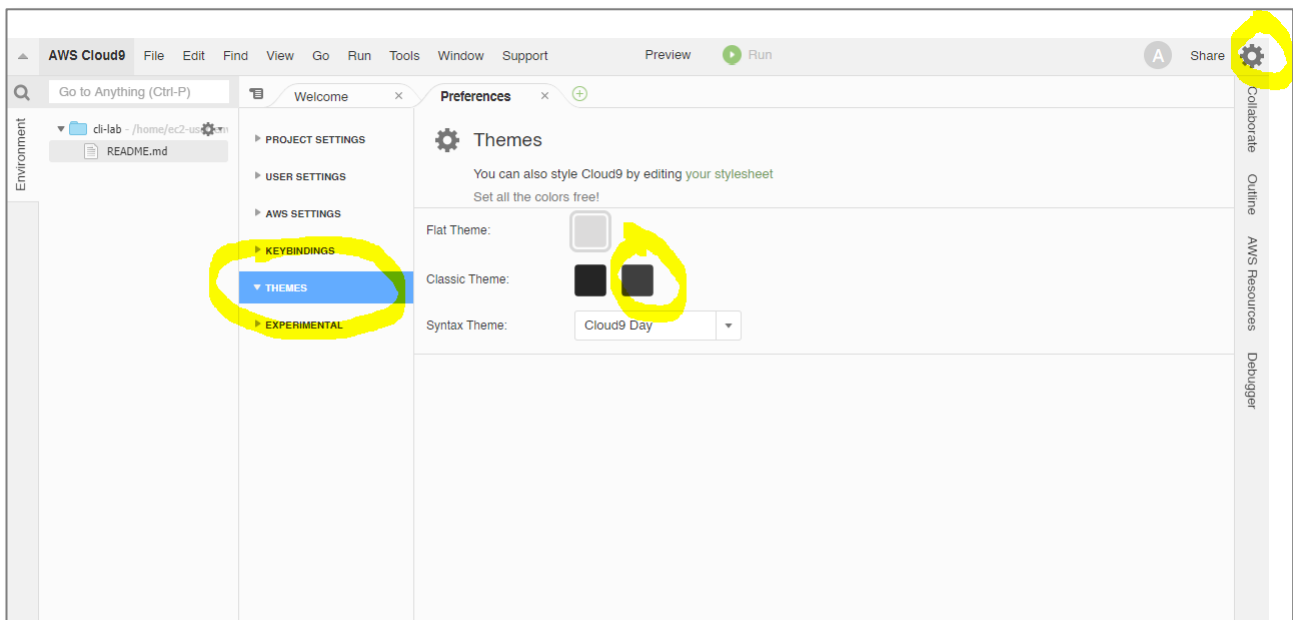 AWS Cloud9 File Edit Find View Go Run Tools Window Support Preview Run A Share
Go to Anything (Ctrl-P) Welcome Preferences
Environment
cli-lab - /home/ec2-us
README.md
PROJECT SETTINGS
USER SETTINGS
AWS SETTINGS
KEYBINDINGS
THEMES
EXPERIMENTAL
Themes
You can also style Cloud9 by editing your stylesheet
Set all the colors free!
Flat Theme:
Classic Theme:
Syntax Theme: Cloud9 Day
Collaborate
Outline
AWS Resources
Debugger